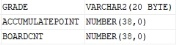 GRADE VARCHAR2(20 BYTE)
ACCUMULATEPOINT NUMBER(38,0)
BOARDCNT NUMBER(38,0)